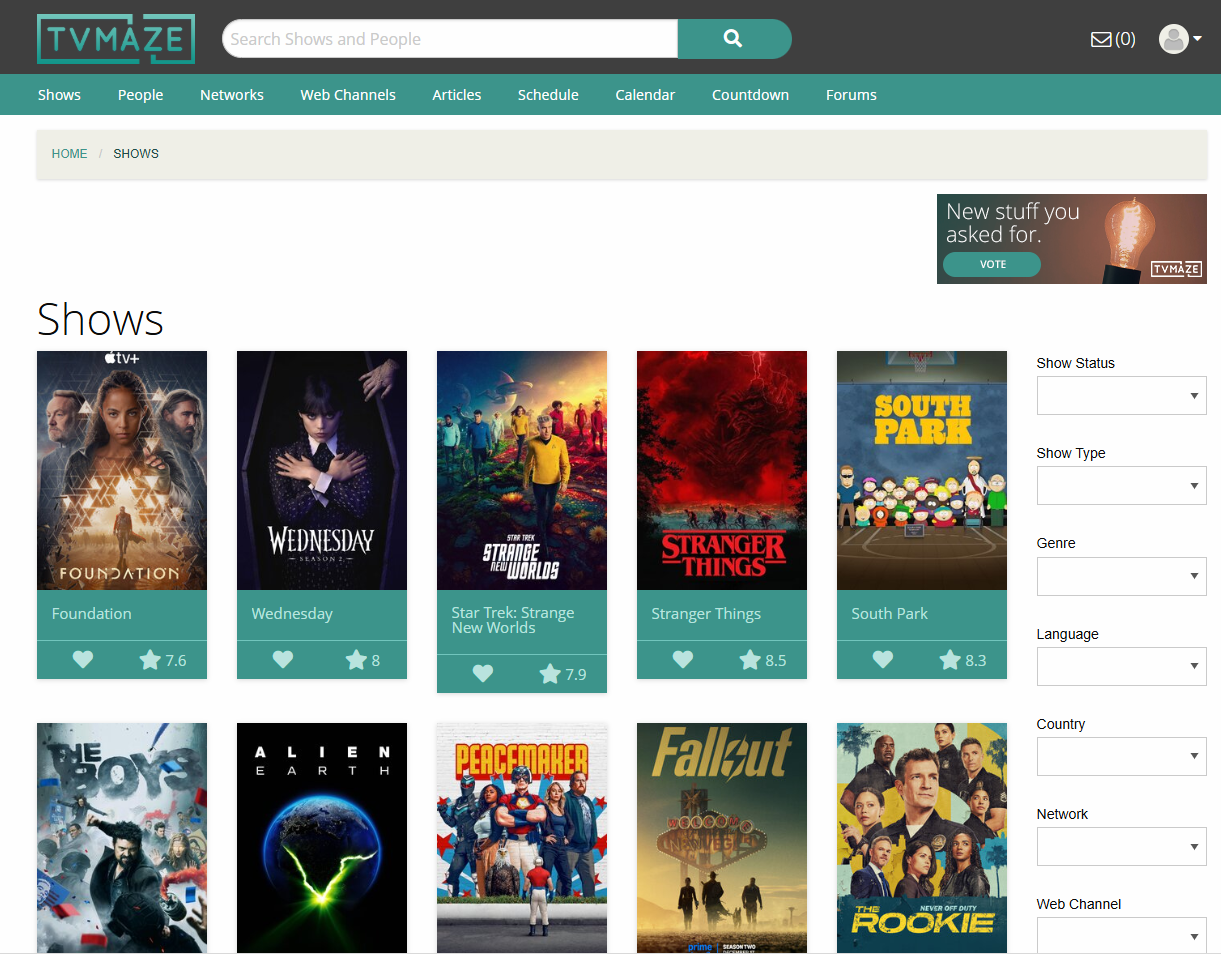 TVMAZE
Search Shows and People
(0)
Shows People Networks Web Channels Articles Schedule Calendar Countdown Forums
HOME / SHOWS
New stuff you
asked for.
VOTE
TVMAZE
Shows
tv+
FOUNDATION
Foundation
7.6
WEDNESDAY
SEASON 2
Wednesday
8
STAR TREK
STRANGE
NEW WORLDS
Star Trek: Strange
New Worlds
7.9
STRANGER
THINGS
Stranger Things
8.5
SOUTH
PARK
South Park
8.3
Show Status
Show Type
Genre
Language
Country
Network
Web Channel
THE
BOYS
ALIEN
EARTH
PEACEMAKER
Fallout
WELCOME
prime
SEASON TWO
NEVER OFF DUTY
THE
ROOKIE